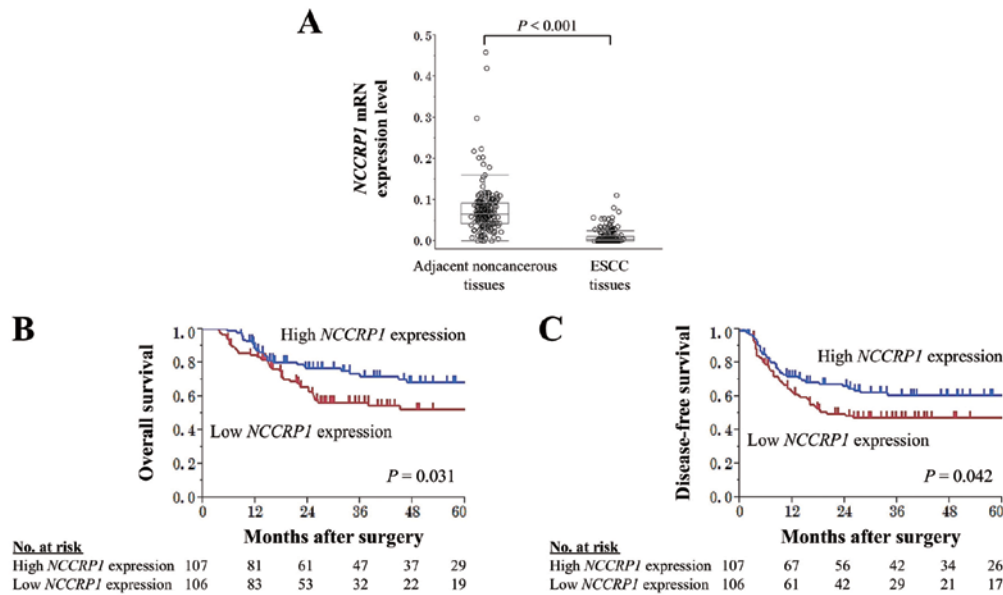 A
P < 0.001
NCCRP1 mRN
expression level
0.5
0.4
0.3
0.2
0.1
0.0
Adjacent noncancerous
tissues
ESCC
tissues
B
Overall survival
1.0
0.8
0.6
0.4
0.2
0.0
High NCCRP1 expression
Low NCCRP1 expression
P = 0.031
0 12 24 36 48 60
Months after surgery
No. at risk
High NCCRP1 expression 107 81 61 47 37 29
Low NCCRP1 expression 106 83 53 32 22 19
C
Disease-free survival
1.0
0.8
0.6
0.4
0.2
0.0
High NCCRP1 expression
Low NCCRP1 expression
P = 0.042
0 12 24 36 48 60
Months after surgery
No. at risk
High NCCRP1 expression 107 67 56 42 34 26
Low NCCRP1 expression 106 61 42 29 21 17